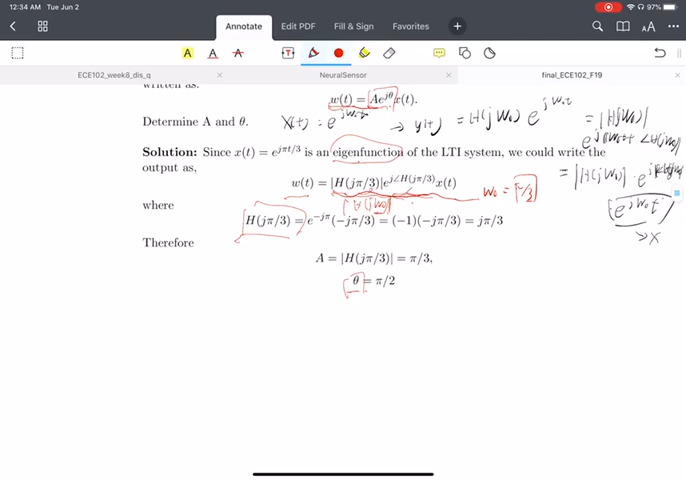 12:34 AM Tue Jun 2
97%
Annotate Edit PDF Fill & Sign Favorites
ECE102_week8_dis_q NeuralSensor final_ECE102_F19
written as:
w(t) = Ae^{jθ}x(t).
Determine A and θ. X(t) = e^{jW₀t} → y(t) = H(jW₀) e^{jW₀t} = |H(jW₀)|
Solution: Since x(t) = e^{jπt/3} is an eigenfunction of the LTI system, we could write the
output as,
= |H(jW₀)| ·
w(t) = |H(jπ/3)|e^{j∠H(jπ/3)}x(t) W₀ = π/3
|H(jW₀)| e^{jW₀t}
where
H(jπ/3) = e^{-jπ}(-jπ/3) = (-1)(-jπ/3) = jπ/3
Therefore
A = |H(jπ/3)| = π/3,
θ = π/2